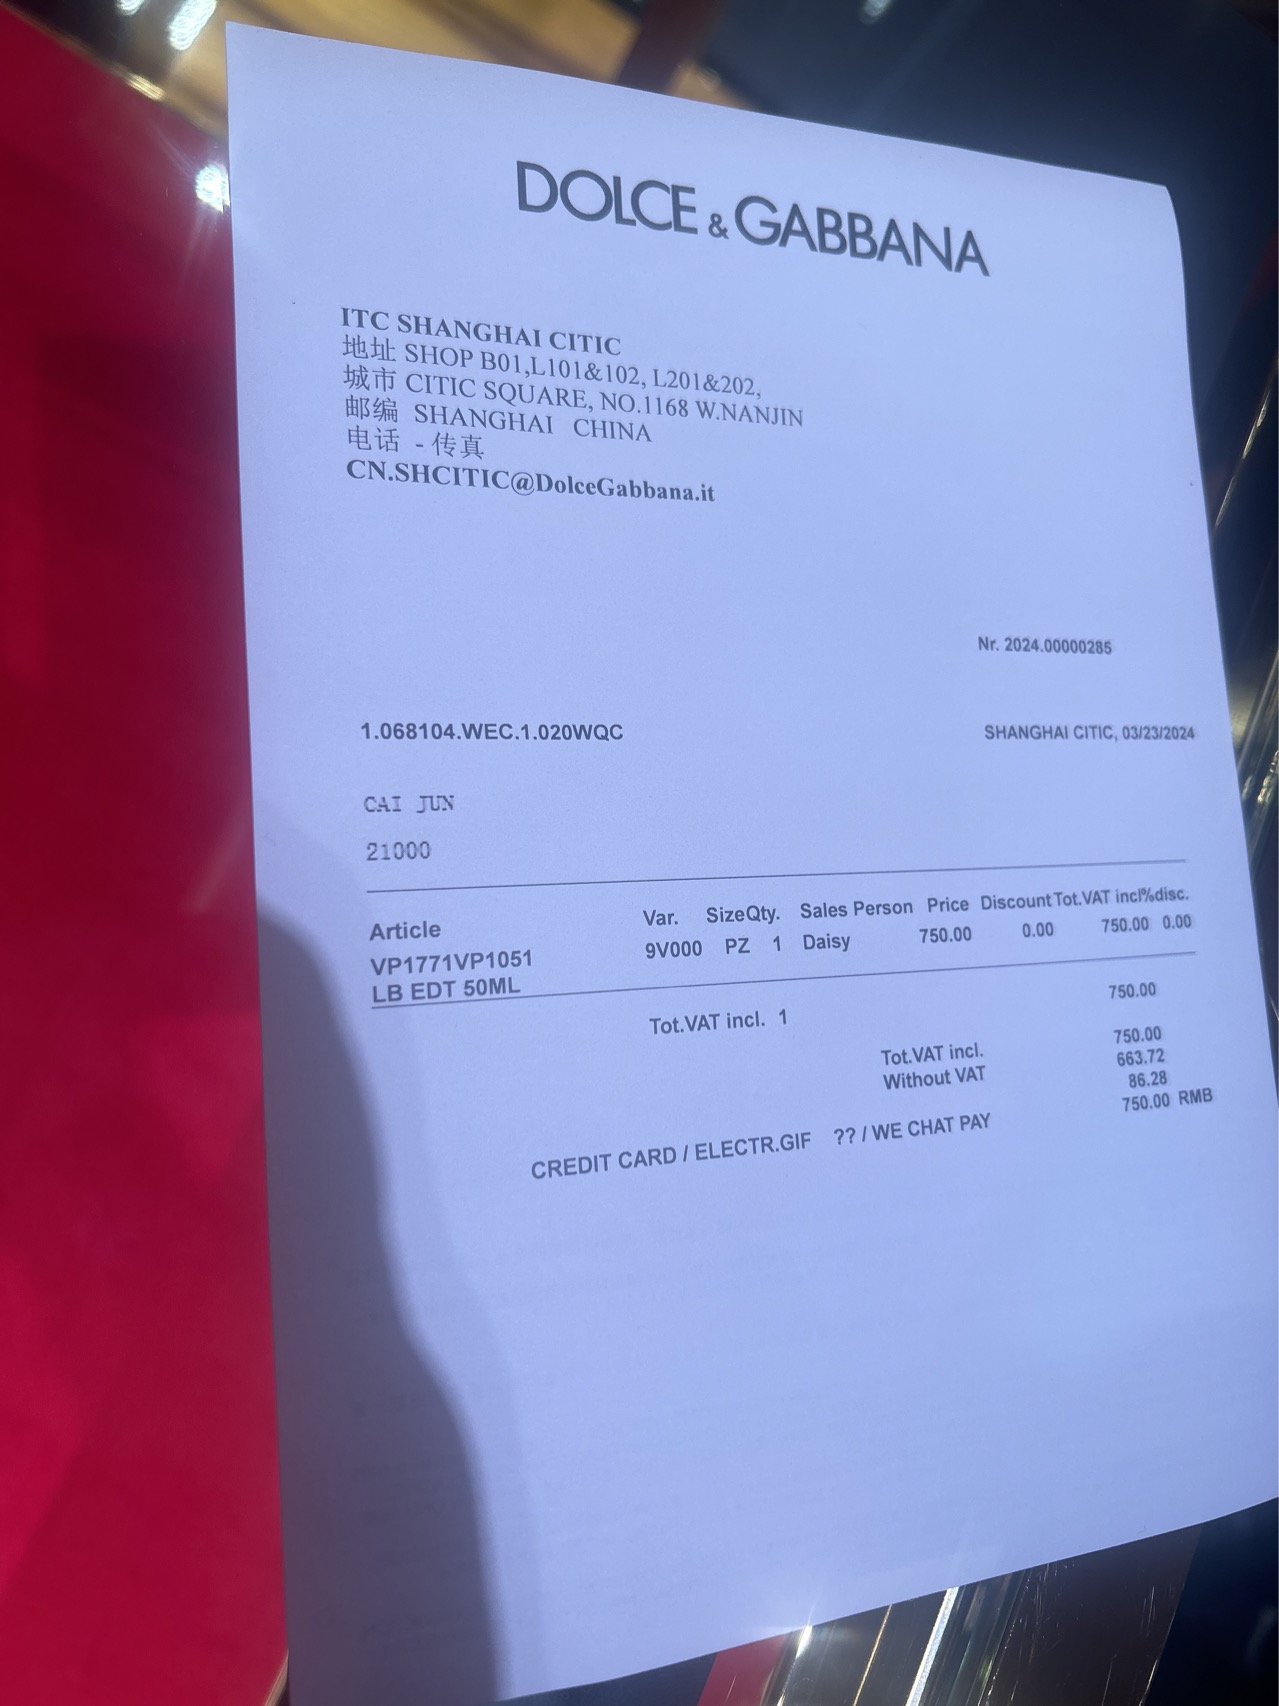 DOLCE & GABBANA
ITC SHANGHAI CITIC
地址 SHOP B01,L101&102, L201&202,
城市 CITIC SQUARE, NO.1168 W.NANJIN
邮编 SHANGHAI CHINA
电话 - 传真
CN.SHCITIC@DolceGabbana.it
Nr. 2024.00000285
1.068104.WEC.1.020WQC SHANGHAI CITIC, 03/23/2024
CAI JUN
21000
Article Var. Size Qty. Sales Person Price Discount Tot.VAT incl %disc.
VP1771VP1051 9V000 PZ 1 Daisy 750.00 0.00 750.00 0.00
LB EDT 50ML
Tot.VAT incl. 1 750.00
Tot.VAT incl. 750.00
Without VAT 663.72
86.28
750.00 RMB
CREDIT CARD / ELECTR.GIF ?? / WE CHAT PAY